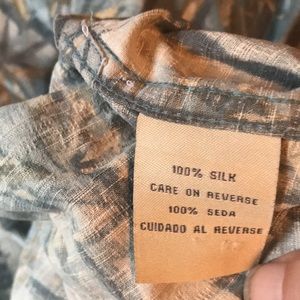 100% SILK
CARE ON REVERSE
100% SEDA
CUIDADO AL REVERSE